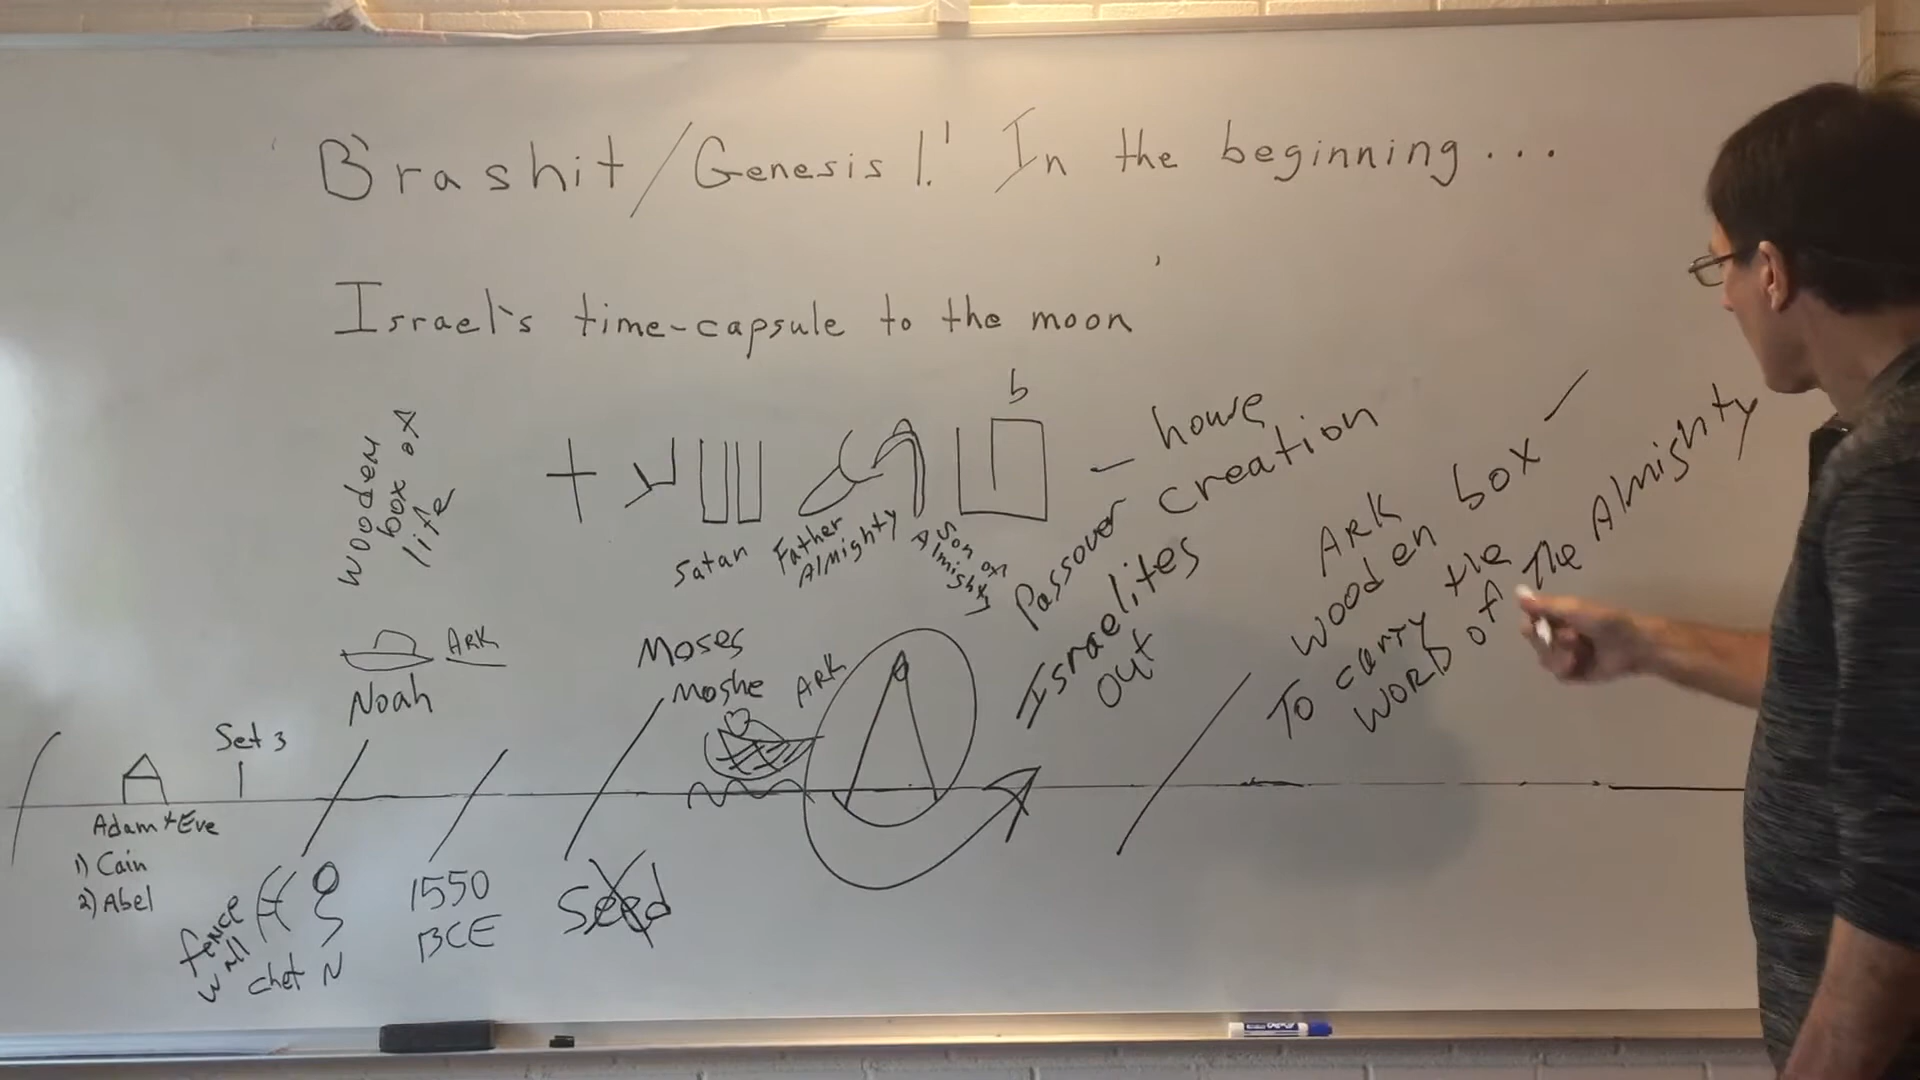 B'rashit/Genesis 1:1 In the beginning...
Israel's time-capsule to the moon
b
— house
creation
wooden
box of
life
Satan
Father
Almighty
Son of
Almighty
Passover
Israelites
out
ARK
wooden box —
To carry the
WORD of The Almighty
ARK
Noah
Moses
Moshe
ARK
Set 3
Adam + Eve
1) Cain
2) Abel
fence
wall
chet N
1550
BCE
Seed